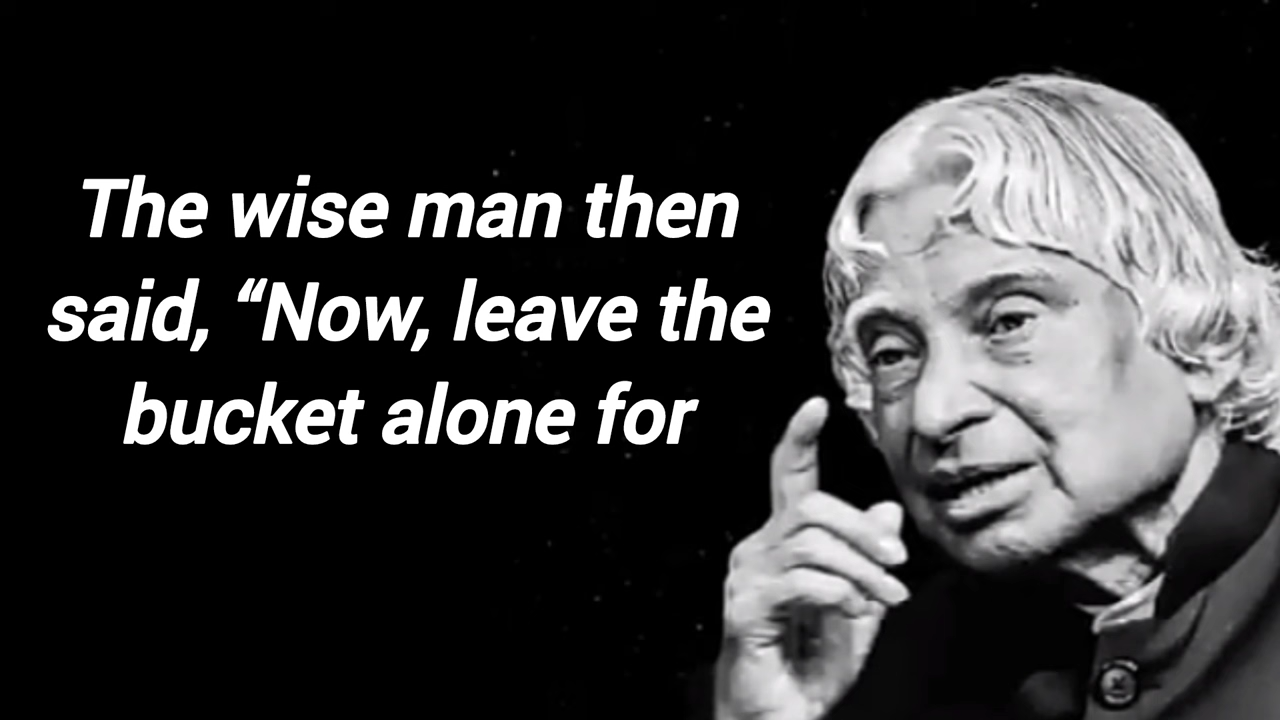 The wise man then
said, “Now, leave the
bucket alone for